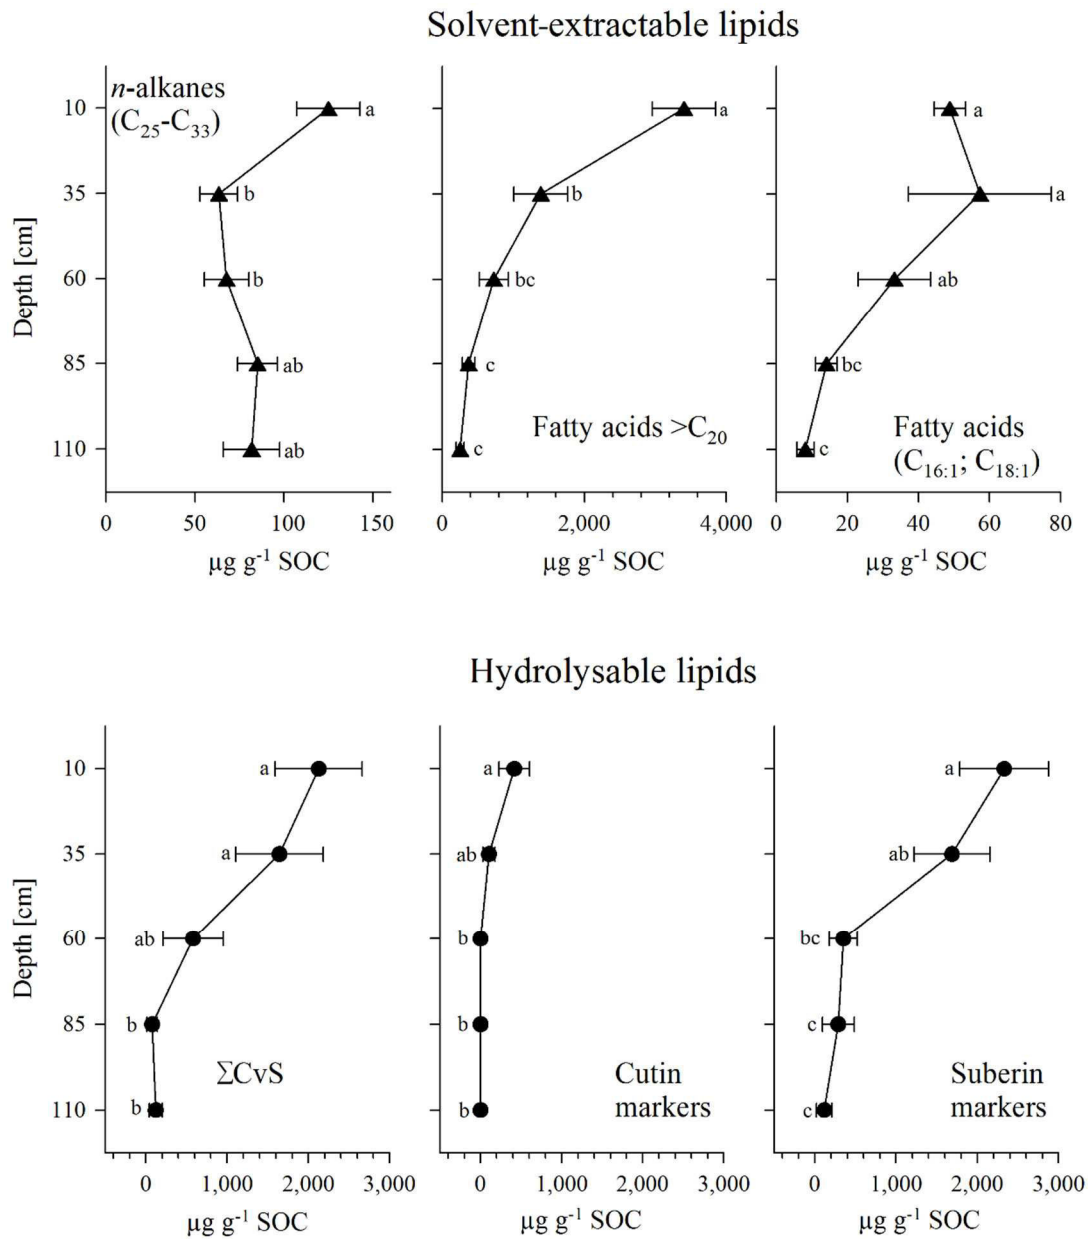 Solvent-extractable lipids
n-alkanes
(C25-C33)
Fatty acids >C20
Fatty acids
(C16:1; C18:1)
Depth [cm]
10
35
60
85
110
a
b
b
ab
ab
a
b
bc
c
c
a
a
ab
bc
c
0 50 100 150
0 2,000 4,000
0 20 40 60 80
µg g-1 SOC
µg g-1 SOC
µg g-1 SOC
Hydrolysable lipids
Depth [cm]
10
35
60
85
110
a
a
ab
b
b
ΣCvS
a
ab
b
b
b
Cutin
markers
a
ab
bc
c
c
Suberin
markers
0 1,000 2,000 3,000
0 1,000 2,000 3,000
0 1,000 2,000 3,000
µg g-1 SOC
µg g-1 SOC
µg g-1 SOC